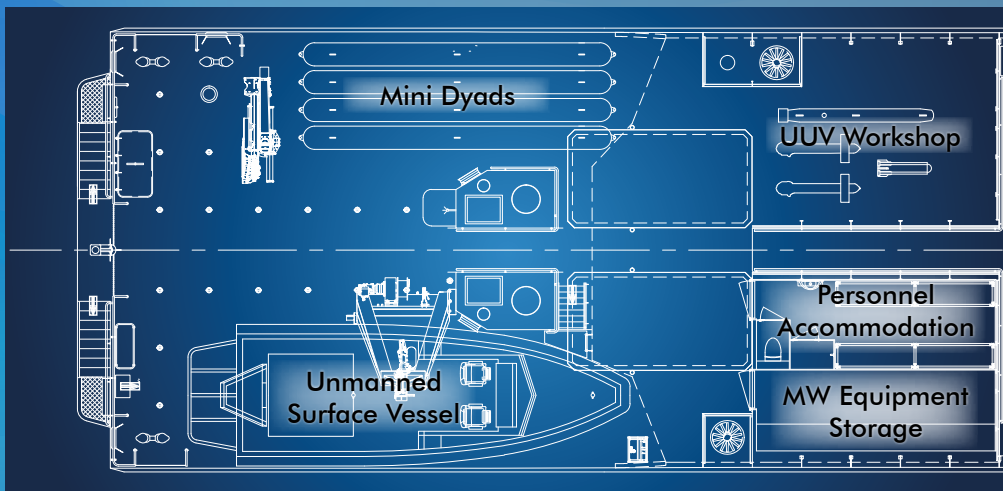 Mini Dyads
UUV Workshop
Personnel
Accommodation
Unmanned
Surface Vessel
MW Equipment
Storage